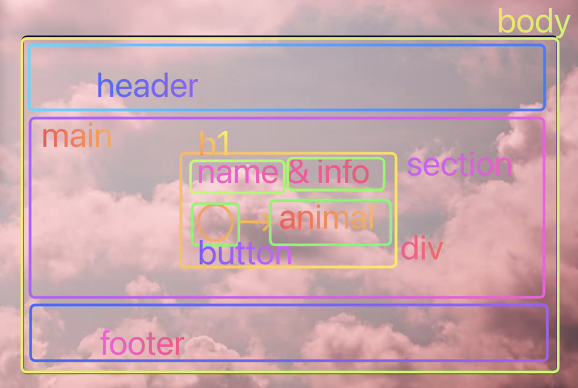 body
header
main
h1
name & info
section
animal
button
div
footer